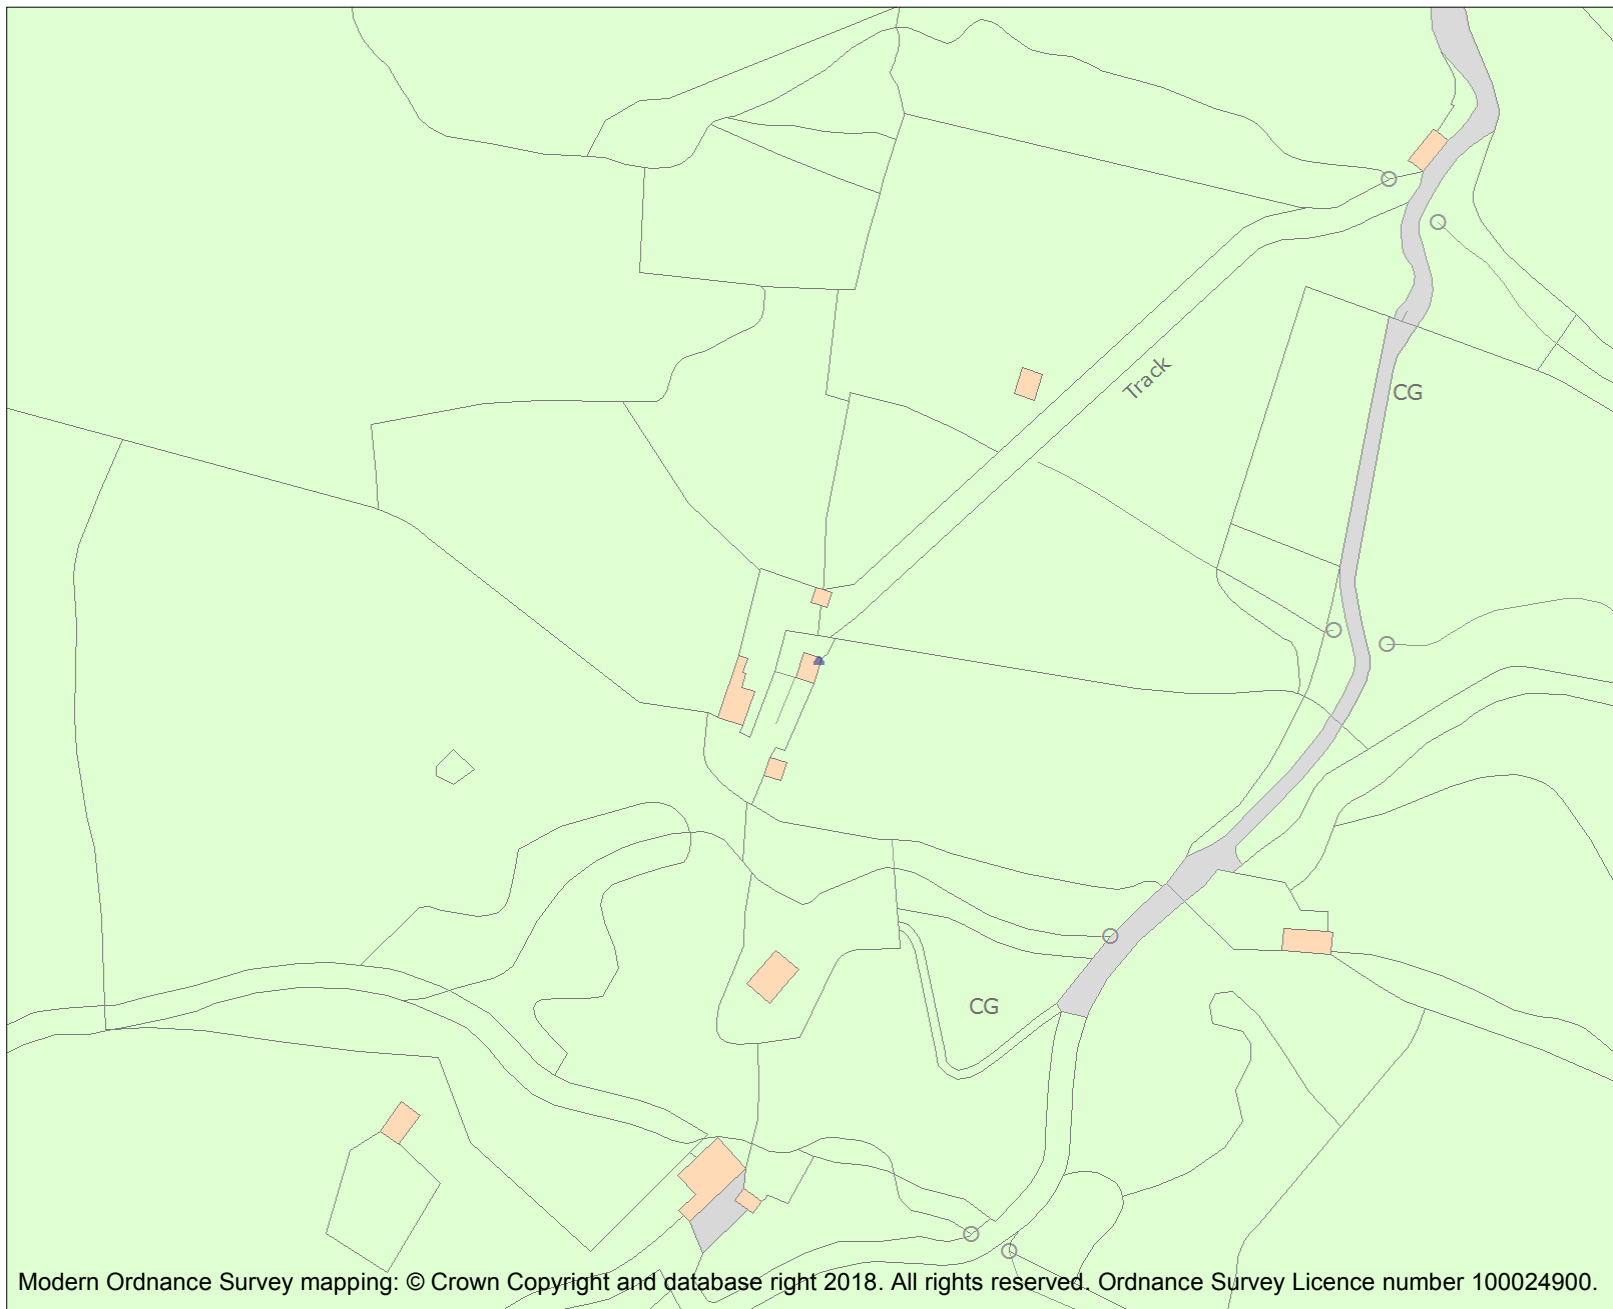 Track
CG
CG
Modern Ordnance Survey mapping: © Crown Copyright and database right 2018. All rights reserved. Ordnance Survey Licence number 100024900.